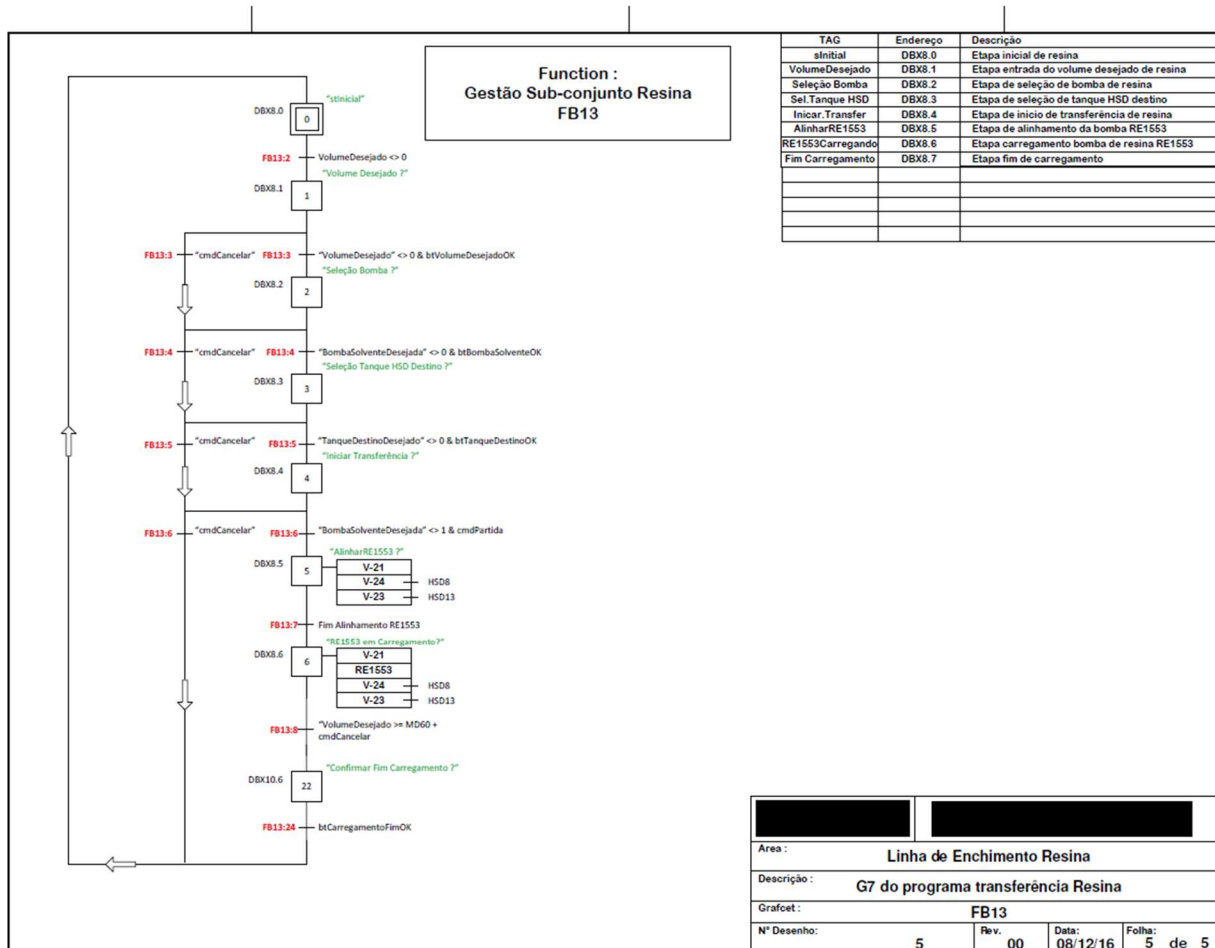 Function :
Gestão Sub-conjunto Resina
FB13
TAG Endereço Descrição
sInitial DBX8.0 Etapa inicial de resina
VolumeDesejado DBX8.1 Etapa entrada do volume desejado de resina
Seleção Bomba DBX8.2 Etapa de seleção de bomba de resina
Sel.Tanque HSD DBX8.3 Etapa de seleção de tanque HSD destino
Inicar.Transfer DBX8.4 Etapa de inicio de transferência de resina
AlinharRE1553 DBX8.5 Etapa de alinhamento da bomba RE1553
RE1553Carregando DBX8.6 Etapa carregamento bomba de resina RE1553
Fim Carregamento DBX8.7 Etapa fim de carregamento
"stInicial"
DBX8.0 0
FB13:2 VolumeDesejado <> 0
"Volume Desejado ?"
DBX8.1 1
FB13:3 "cmdCancelar" FB13:3 "VolumeDesejado" <> 0 & btVolumeDesejadoOK
"Seleção Bomba ?"
DBX8.2 2
FB13:4 "cmdCancelar" FB13:4 "BombaSolventeDesejada" <> 0 & btBombaSolventeOK
"Seleção Tanque HSD Destino ?"
DBX8.3 3
FB13:5 "cmdCancelar" FB13:5 "TanqueDestinoDesejado" <> 0 & btTanqueDestinoOK
"Iniciar Transferência ?"
DBX8.4 4
FB13:6 "cmdCancelar" FB13:6 "BombaSolventeDesejada" <> 1 & cmdPartida
"AlinharRE1553 ?"
DBX8.5 5 V-21
V-24 HSD8
V-23 HSD13
FB13:7 Fim Alinhamento RE1553
"RE1553 em Carregamento?"
DBX8.6 6 V-21
RE1553
V-24 HSD8
V-23 HSD13
FB13:8 "VolumeDesejado >= MD60 +
cmdCancelar
"Confirmar Fim Carregamento ?"
DBX10.6 22
FB13:24 btCarregamentoFimOK
Area : Linha de Enchimento Resina
Descrição : G7 do programa transferência Resina
Grafcet : FB13
N° Desenho: 5 Rev. 00 Data: 08/12/16 Folha: 5 de 5